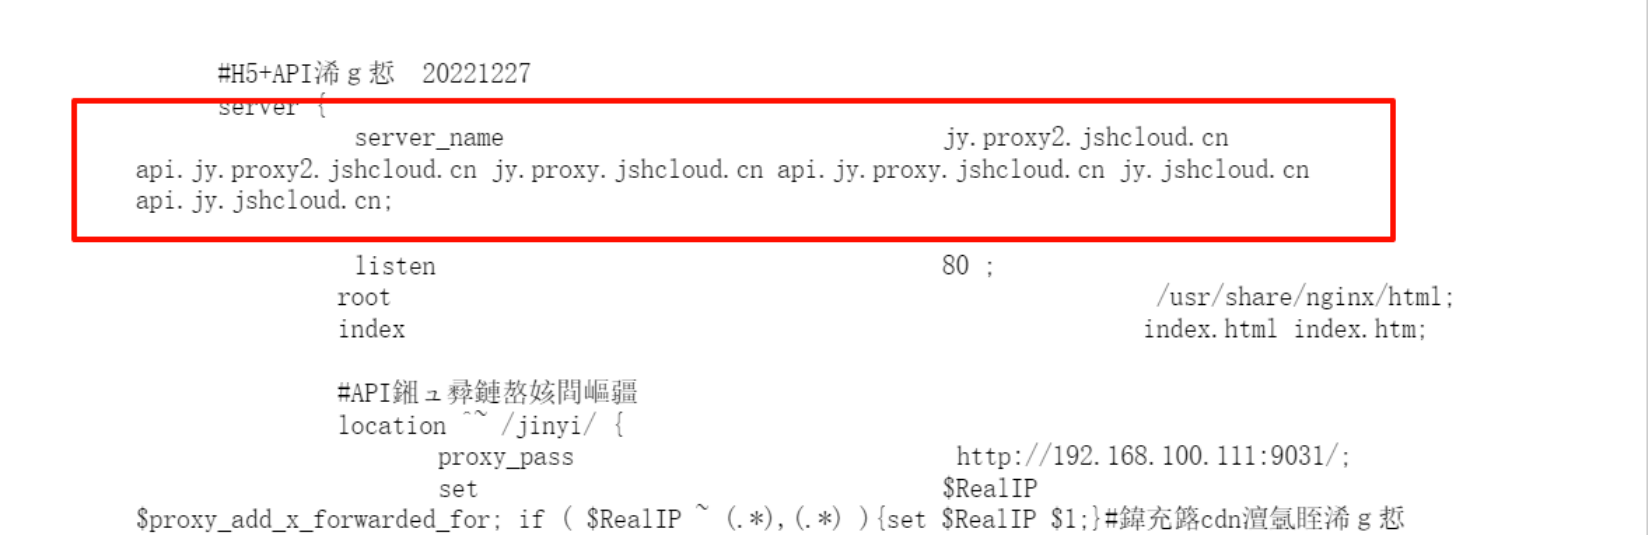 #H5+API浠ｇ悊  20221227
server {
server_name jy.proxy2.jshcloud.cn
api.jy.proxy2.jshcloud.cn jy.proxy.jshcloud.cn api.jy.proxy.jshcloud.cn jy.jshcloud.cn
api.jy.jshcloud.cn;
listen 80 ;
root /usr/share/nginx/html;
index index.html index.htm;
#API鎺ュ彛鏈嶅姟閰嶇疆
location ^~ /jinyi/ {
proxy_pass http://192.168.100.111:9031/;
set $RealIP
$proxy_add_x_forwarded_for; if ( $RealIP ~ (.*),(.*) ){set $RealIP $1;}#鍏充簬cdn澶氬眰浠ｇ悊